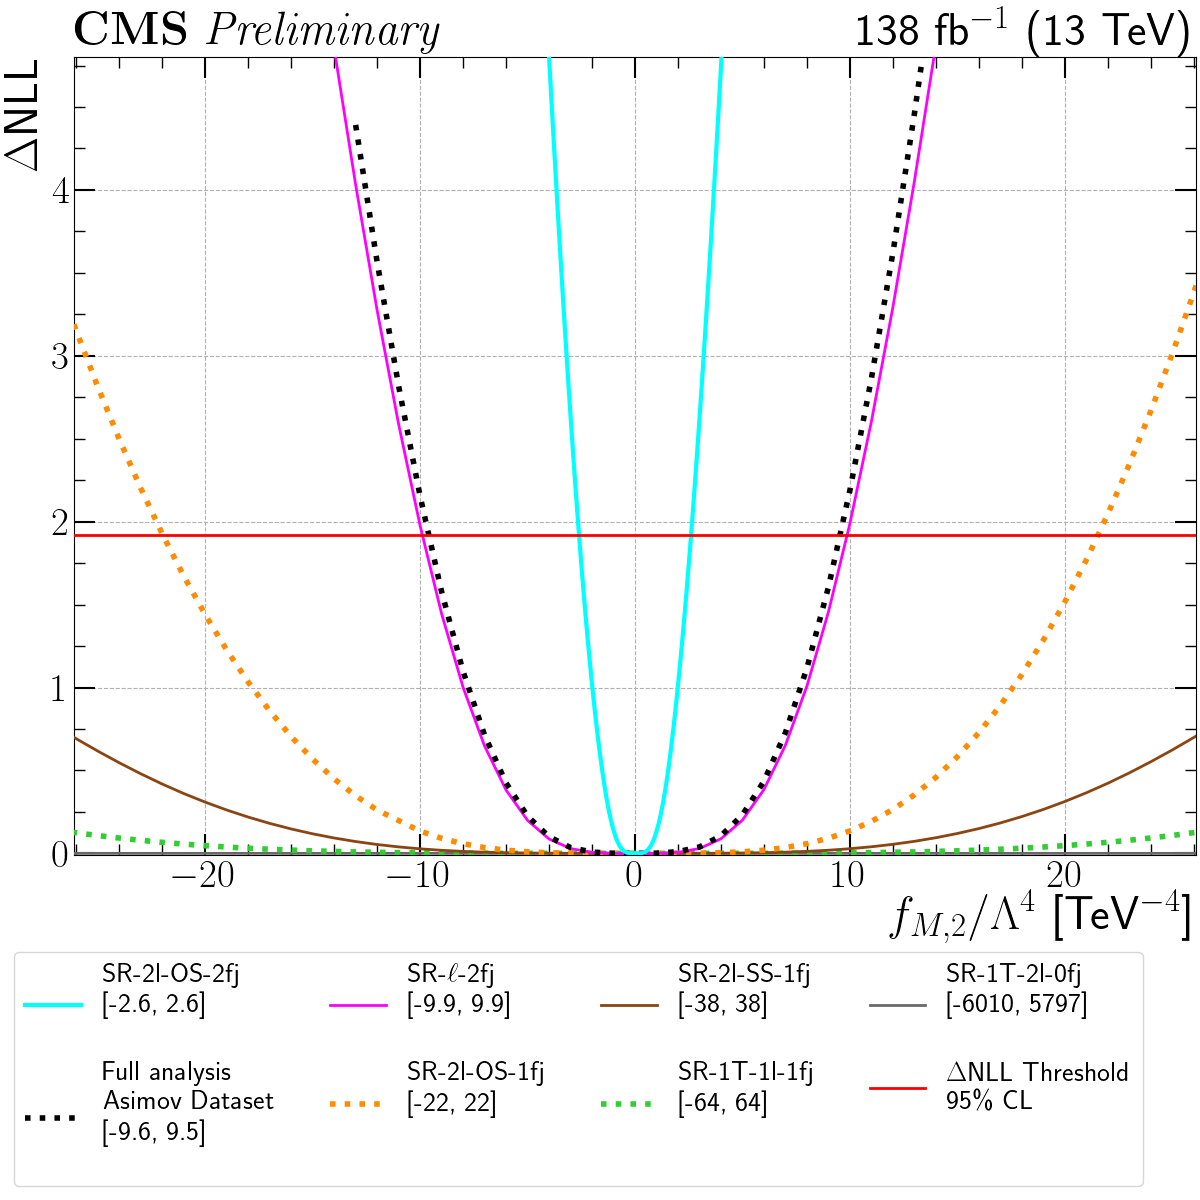 CMS Preliminary
138 fb⁻¹ (13 TeV)
ΔNLL
4
3
2
1
0
−20
−10
0
10
20
f_{M,2}/Λ⁴ [TeV⁻⁴]
SR-2l-OS-2fj
[-2.6, 2.6]
SR-ℓ-2fj
[-9.9, 9.9]
SR-2l-SS-1fj
[-38, 38]
SR-1T-2l-0fj
[-6010, 5797]
Full analysis
Asimov Dataset
[-9.6, 9.5]
SR-2l-OS-1fj
[-22, 22]
SR-1T-1l-1fj
[-64, 64]
ΔNLL Threshold
95% CL